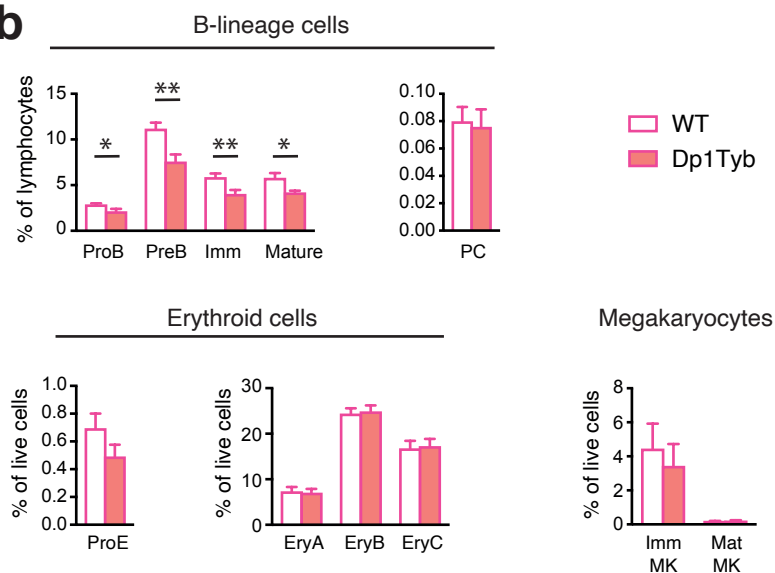 b
B-lineage cells
% of lymphocytes
15
10
5
0
*
**
**
*
ProB PreB Imm Mature
0.10
0.08
0.06
0.04
0.02
0.00
PC
WT
Dp1Tyb
Erythroid cells
% of live cells
1.0
0.8
0.6
0.4
0.2
0.0
ProE
% of live cells
30
20
10
0
EryA EryB EryC
Megakaryocytes
% of live cells
8
6
4
2
0
Imm Mat
MK MK